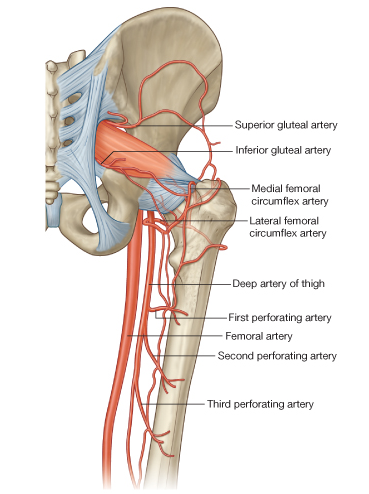 Superior gluteal artery
Inferior gluteal artery
Medial femoral
circumflex artery
Lateral femoral
circumflex artery
Deep artery of thigh
First perforating artery
Femoral artery
Second perforating artery
Third perforating artery